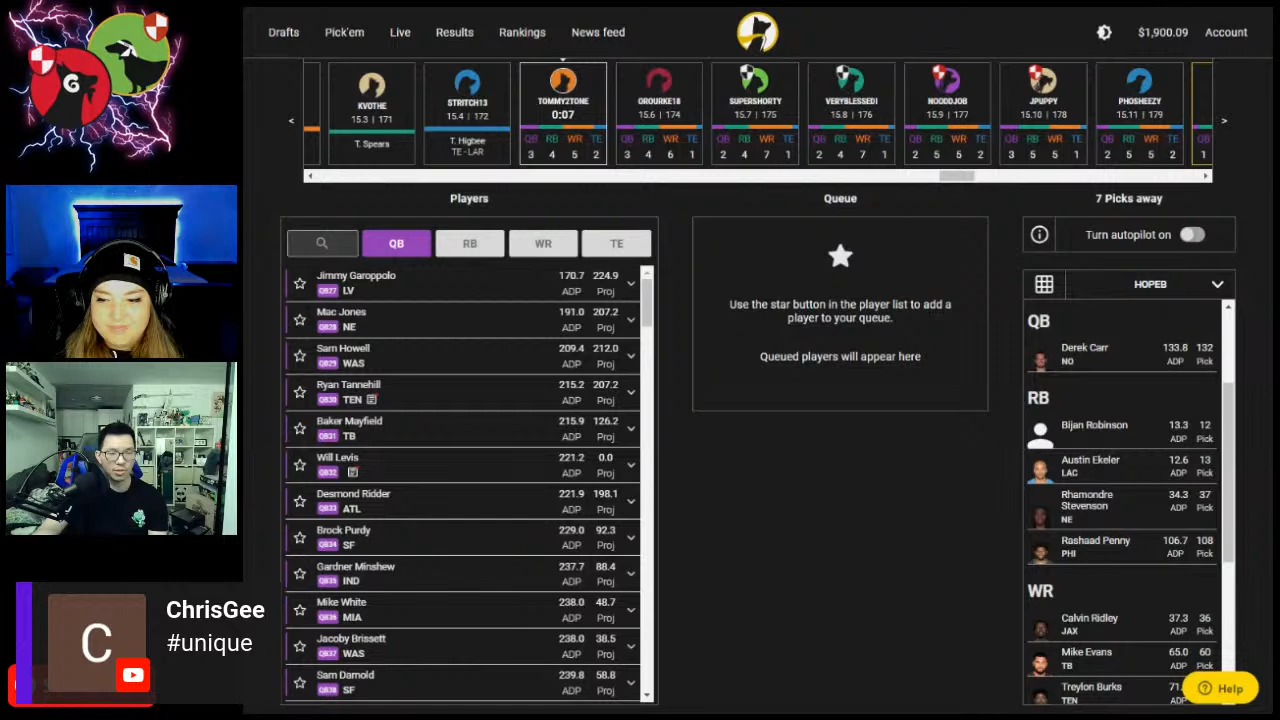 Drafts Pick'em Live Results Rankings News feed
$1,900.09 Account
KVOTHE
15.3 | 171
T. Spears
STRITCH13
15.4 | 172
T. Higbee
TE - LAR
TOMMY2TONE
0:07
QB RB WR TE
3 4 5 2
OROURKE18
15.6 | 174
QB RB WR TE
3 4 6 1
SUPERSHORTY
15.7 | 175
QB RB WR TE
2 4 7 1
VERYBLESSEDI
15.8 | 176
QB RB WR TE
2 4 7 1
NOODDJOB
15.9 | 177
QB RB WR TE
2 5 5 2
JPUPPY
15.10 | 178
QB RB WR TE
3 5 5 1
PHDSHEEZY
15.11 | 179
QB RB WR TE
2 5 5 2
QB
1
Players
QB RB WR TE
Jimmy Garoppolo 170.7 224.9
QB27 LV ADP Proj
Mac Jones 191.0 207.2
QB28 NE ADP Proj
Sam Howell 209.4 212.0
QB29 WAS ADP Proj
Ryan Tannehill 215.2 207.2
QB30 TEN ADP Proj
Baker Mayfield 215.9 126.2
QB31 TB ADP Proj
Will Levis 221.2 0.0
QB32 ADP Proj
Desmond Ridder 221.9 198.1
QB33 ATL ADP Proj
Brock Purdy 229.0 92.3
QB34 SF ADP Proj
Gardner Minshew 237.7 88.4
QB35 IND ADP Proj
Mike White 238.0 48.7
QB36 MIA ADP Proj
Jacoby Brissett 238.0 38.5
QB37 WAS ADP Proj
Sam Darnold 239.8 58.8
QB38 SF ADP Proj
Queue
Use the star button in the player list to add a
player to your queue.
Queued players will appear here
7 Picks away
Turn autopilot on
HOPEB
QB
Derek Carr 133.8 132
NO ADP Pick
RB
Bijan Robinson 13.3 12
ADP Pick
Austin Ekeler 12.6 13
LAC ADP Pick
Rhamondre
Stevenson 34.3 37
NE ADP Pick
Rashaad Penny 106.7 108
PHI ADP Pick
WR
Calvin Ridley 37.3 36
JAX ADP Pick
Mike Evans 65.0 60
TB ADP Pick
Treylon Burks 71.
TEN
Help
G
C
ChrisGee
#unique